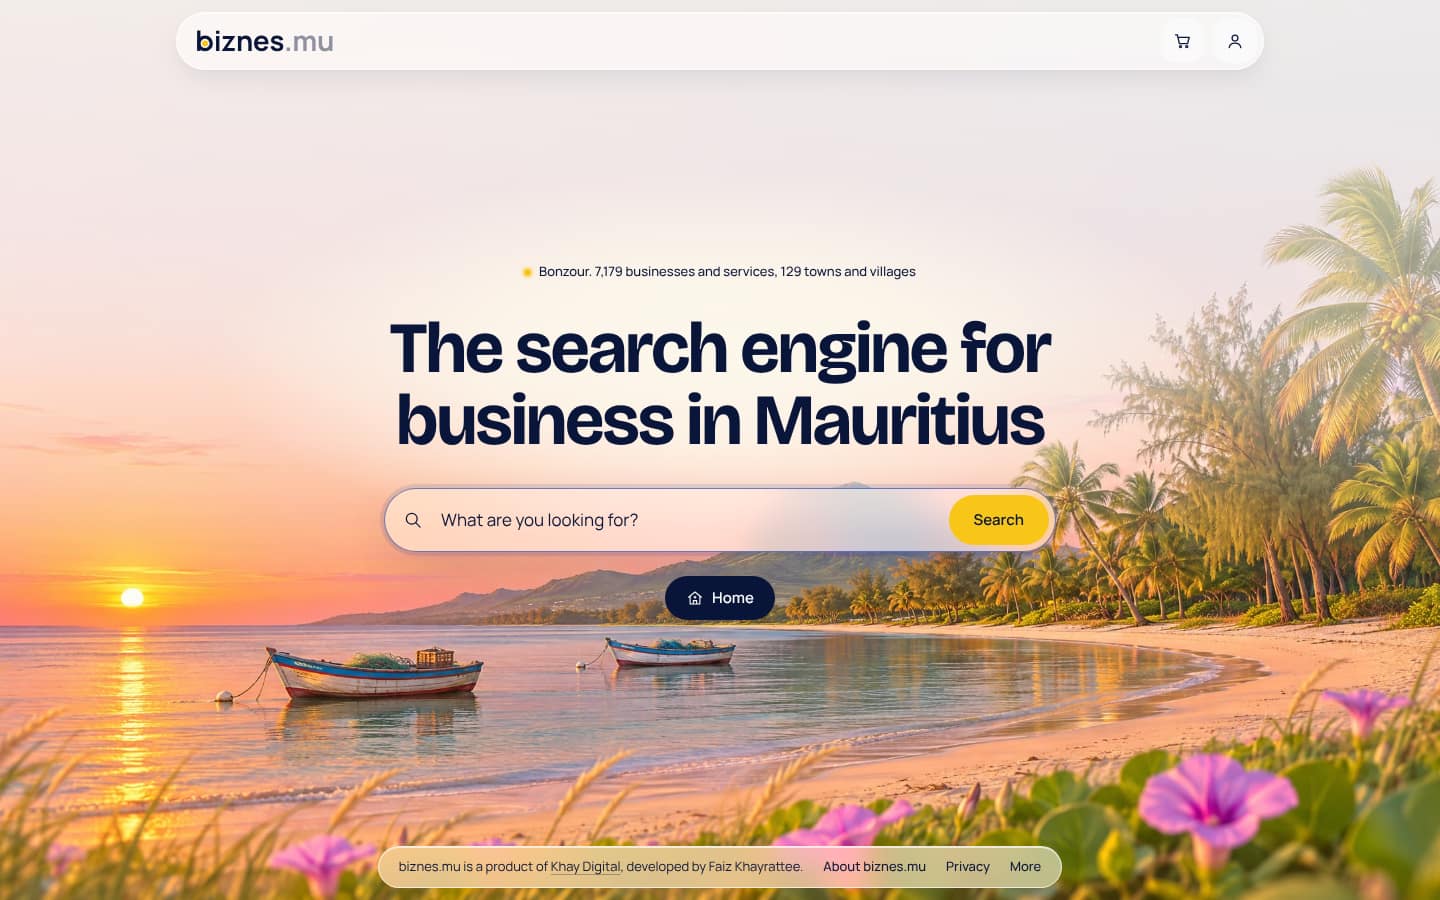 biznes.mu
Bonzour. 7,179 businesses and services, 129 towns and villages
The search engine for
business in Mauritius
What are you looking for?
Search
Home
biznes.mu is a product of Khay Digital, developed by Faiz Khayrattee.
About biznes.mu
Privacy
More